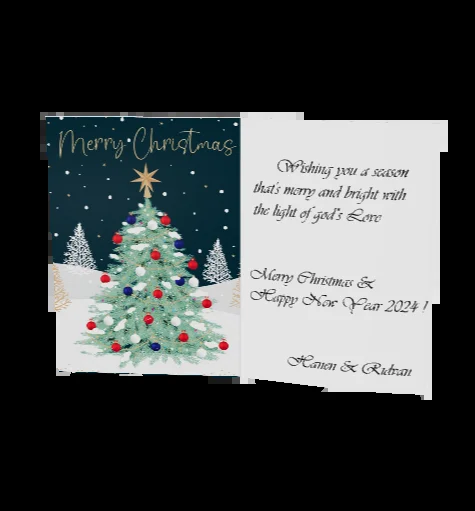 Merry Christmas
Wishing you a season
that's merry and bright with
the light of god's Love
Merry Christmas &
Happy New Year 2024 !
Hanen & Ridvan